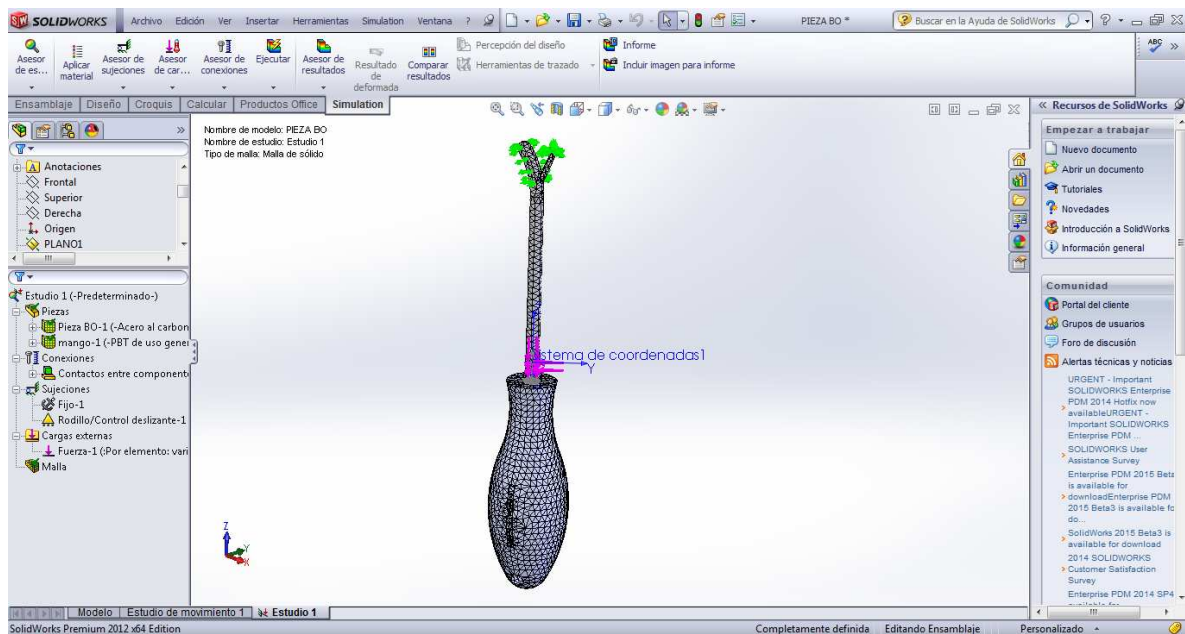 SOLIDWORKS
Archivo Edición Ver Insertar Herramientas Simulation Ventana ?
PIEZA BO *
Buscar en la Ayuda de SolidWorks
Asesor de es...
Aplicar material
Asesor de sujeciones
Asesor de car...
Asesor de conexiones
Ejecutar
Asesor de resultados
Resultado de deformada
Comparar resultados
Percepción del diseño
Herramientas de trazado
Informe
Incluir imagen para informe
ABC
Ensamblaje Diseño Croquis Calcular Productos Office Simulation
Anotaciones
Frontal
Superior
Derecha
Origen
PLANO1
Estudio 1 (-Predeterminado-)
Piezas
Pieza BO-1 (-Acero al carbon
mango-1 (-PBT de uso gene
Conexiones
Contactos entre component
Sujeciones
Fijo-1
Rodillo/Control deslizante-1
Cargas externas
Fuerza-1 (:Por elemento: vari
Malla
Nombre de modelo: PIEZA BO
Nombre de estudio: Estudio 1
Tipo de malla: Malla de sólido
stema de coordenadas1
Y
Z
Y
X
Recursos de SolidWorks
Empezar a trabajar
Nuevo documento
Abrir un documento
Tutoriales
Novedades
Introducción a SolidWorks
Información general
Comunidad
Portal del cliente
Grupos de usuarios
Foro de discusión
Alertas técnicas y noticias
URGENT - Important
SOLIDWORKS Enterprise
PDM 2014 Hotfix now
availableURGENT -
Important SOLIDWORKS
Enterprise PDM ...
SOLIDWORKS User
Assistance Survey
Enterprise PDM 2015 Beta
is available for
downloadEnterprise PDM
2015 Beta3 is available fo
do...
SolidWorks 2015 Beta3 is
available for download
2014 SOLIDWORKS
Customer Satisfaction
Survey
Enterprise PDM 2014 SP4
Modelo Estudio de movimiento 1 Estudio 1
SolidWorks Premium 2012 x64 Edition
Completamente definida Editando Ensamblaje Personalizado